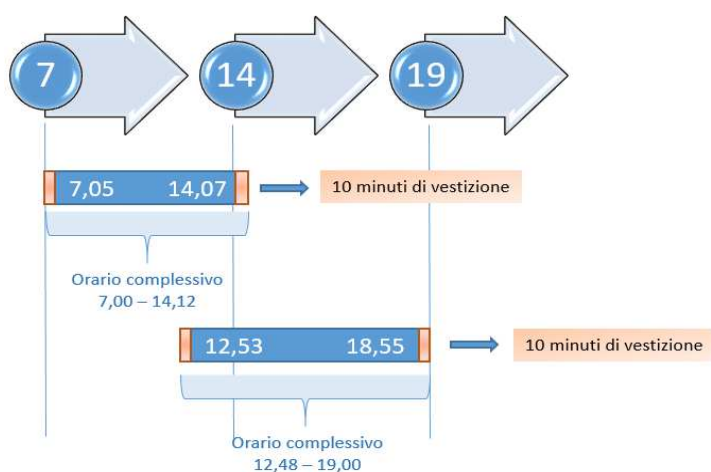 7
14
19
7,05
14,07
10 minuti di vestizione
Orario complessivo
7,00 – 14,12
12,53
18,55
10 minuti di vestizione
Orario complessivo
12,48 – 19,00